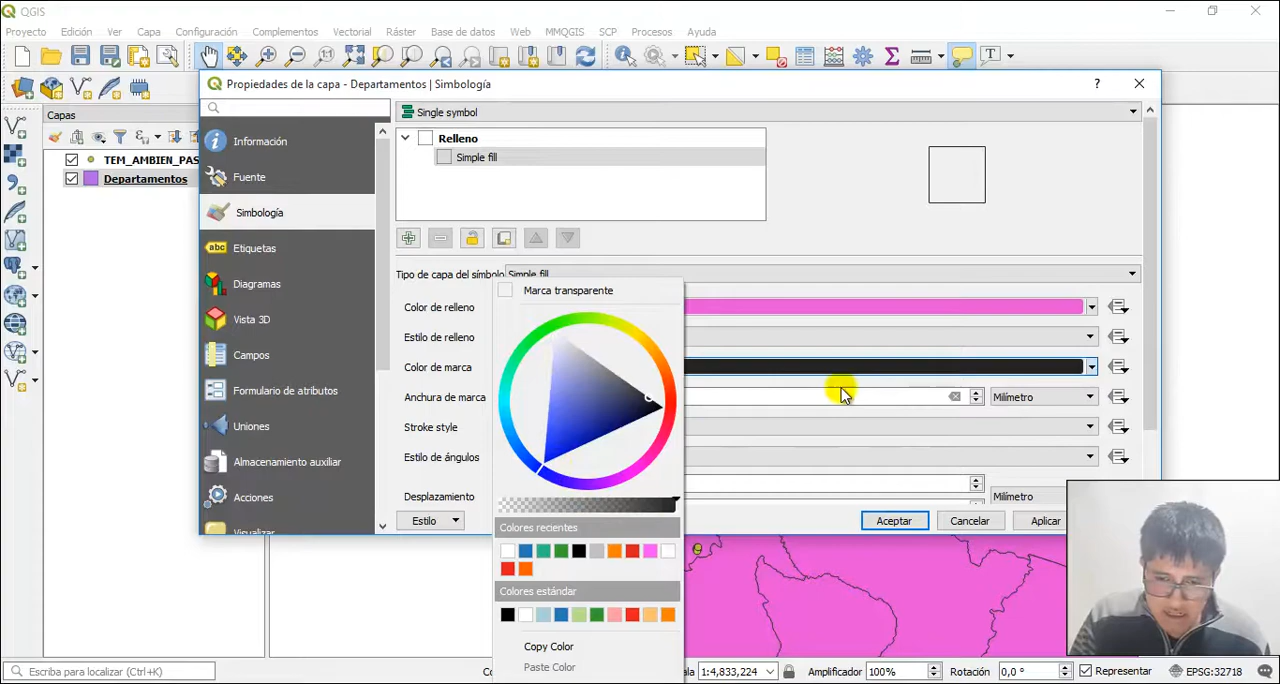 QGIS
Proyecto Edición Ver Capa Configuración Complementos Vectorial Ráster Base de datos Web MMQGIS SCP Procesos Ayuda
Propiedades de la capa - Departamentos | Simbología
Capas
TEM_AMBIEN_PAS
Departamentos
Información
Fuente
Simbología
Etiquetas
Diagramas
Vista 3D
Campos
Formulario de atributos
Uniones
Almacenamiento auxiliar
Acciones
Visualizar
Single symbol
Relleno
Simple fill
Tipo de capa del símbolo Simple fill
Color de relleno
Estilo de relleno
Color de marca
Anchura de marca
Milímetro
Stroke style
Estilo de ángulos
Desplazamiento
Milímetro
Marca transparente
Colores recientes
Colores estándar
Copy Color
Paste Color
Estilo
Aceptar Cancelar Aplicar
Escribe para localizar (Ctrl+K)
1:4,833,224 Amplificador 100% Rotación 0,0 ° Representar EPSG:32718